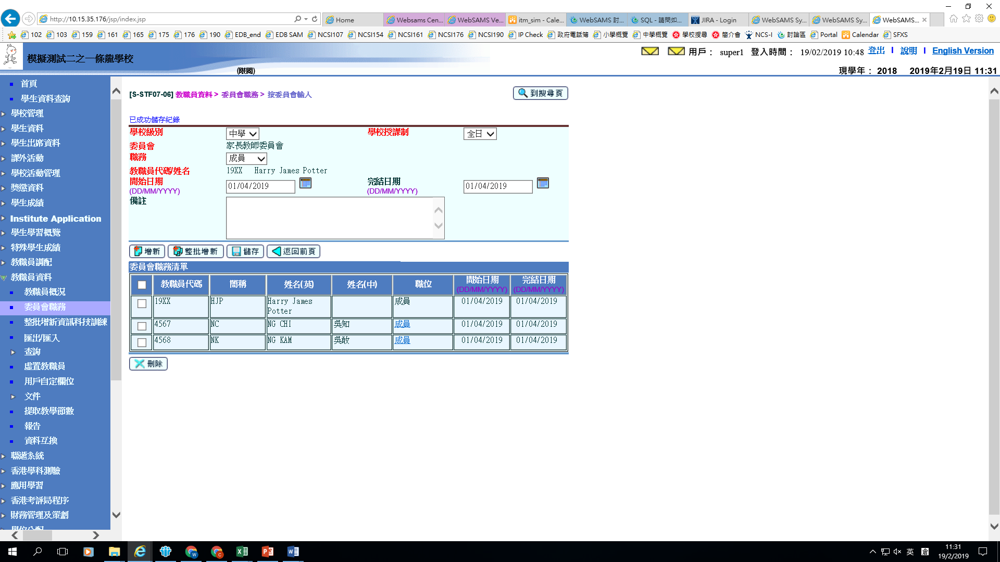 http://10.15.35.176/jsp/index.jsp
Home
Websams Cen...
WebSAMS Ve...
itm_sim - Cale...
WebSAMS 討...
SQL - 請問如...
JIRA - Login
WebSAMS Sy...
WebSAMS Sy...
WebSAMS...
102 103 159 161 165 175 176 190 EDB_end EDB SAM NCSI107 NCSI154 NCSI161 NCSI176 NCSI190 IP Check 政府電話簿 小學概覽 中學概覽 學校搜尋 簡介會 NCS-I 討論區 Portal Calendar SFXS
模擬測試二之一條龍學校
(限閱)
用戶： super1 登入時間： 19/02/2019 10:48 登出 | 說明 | English Version
現學年： 2018 2019年2月19日 11:31
首頁
學生資料查詢
學校管理
學生資料
學生出席資料
課外活動
學校活動管理
獎懲資料
學生成績
Institute Application
學生學習概覽
特殊學生成績
教職員調配
教職員資料
教職員概況
委員會職務
整批增新資訊科技訓練
匯出/匯入
查詢
虛置教職員
用戶自定欄位
文件
提取教學節數
報告
資料互換
聯遞系統
香港學科測驗
應用學習
香港考評局程序
財務管理及策劃
學位分配
[S-STF07-06] 教職員資料 > 委員會職務 > 按委員會輸入
到搜尋頁
已成功儲存紀錄
學校級別 中學 學校授課制 全日
委員會 家長教師委員會
職務 成員
教職員代碼/姓名 19XX Harry James Potter
開始日期 (DD/MM/YYYY) 01/04/2019 完結日期 (DD/MM/YYYY) 01/04/2019
備註
增新 整批增新 儲存 返回前頁
委員會職務清單
教職員代碼 簡稱 姓名(英) 姓名(中) 職位 開始日期 (DD/MM/YYYY) 完結日期 (DD/MM/YYYY)
19XX HJP Harry James Potter 成員 01/04/2019 01/04/2019
4567 NC NG CHI 吳知 成員 01/04/2019 01/04/2019
4568 NK NG KAM 吳敢 成員 01/04/2019 01/04/2019
刪除
英
11:31
19/2/2019